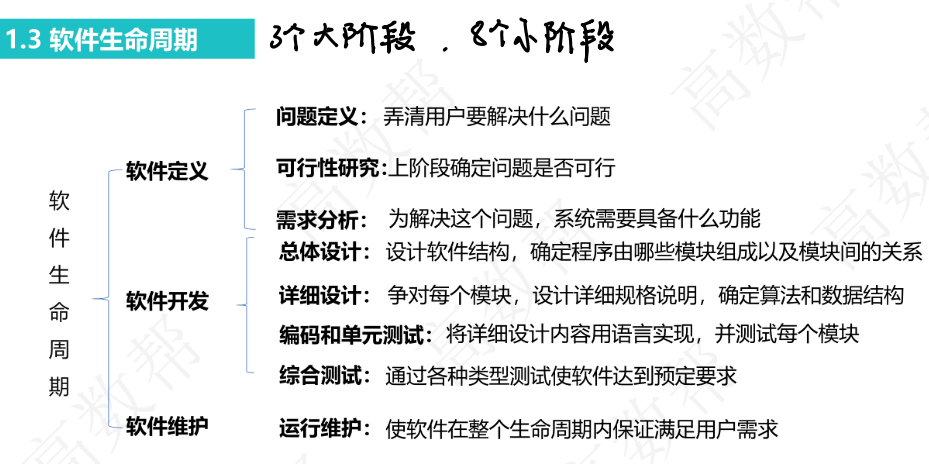 1.3 软件生命周期 3个大阶段 . 8个小阶段
问题定义： 弄清用户要解决什么问题
软件定义
可行性研究:上阶段确定问题是否可行
需求分析： 为解决这个问题，系统需要具备什么功能
软件生命周期
总体设计： 设计软件结构，确定程序由哪些模块组成以及模块间的关系
软件开发
详细设计： 争对每个模块，设计详细规格说明，确定算法和数据结构
编码和单元测试：将详细设计内容用语言实现，并测试每个模块
综合测试：通过各种类型测试使软件达到预定要求
软件维护
运行维护：使软件在整个生命周期内保证满足用户需求
高数帮
高数帮
高数帮
高数帮
高数帮